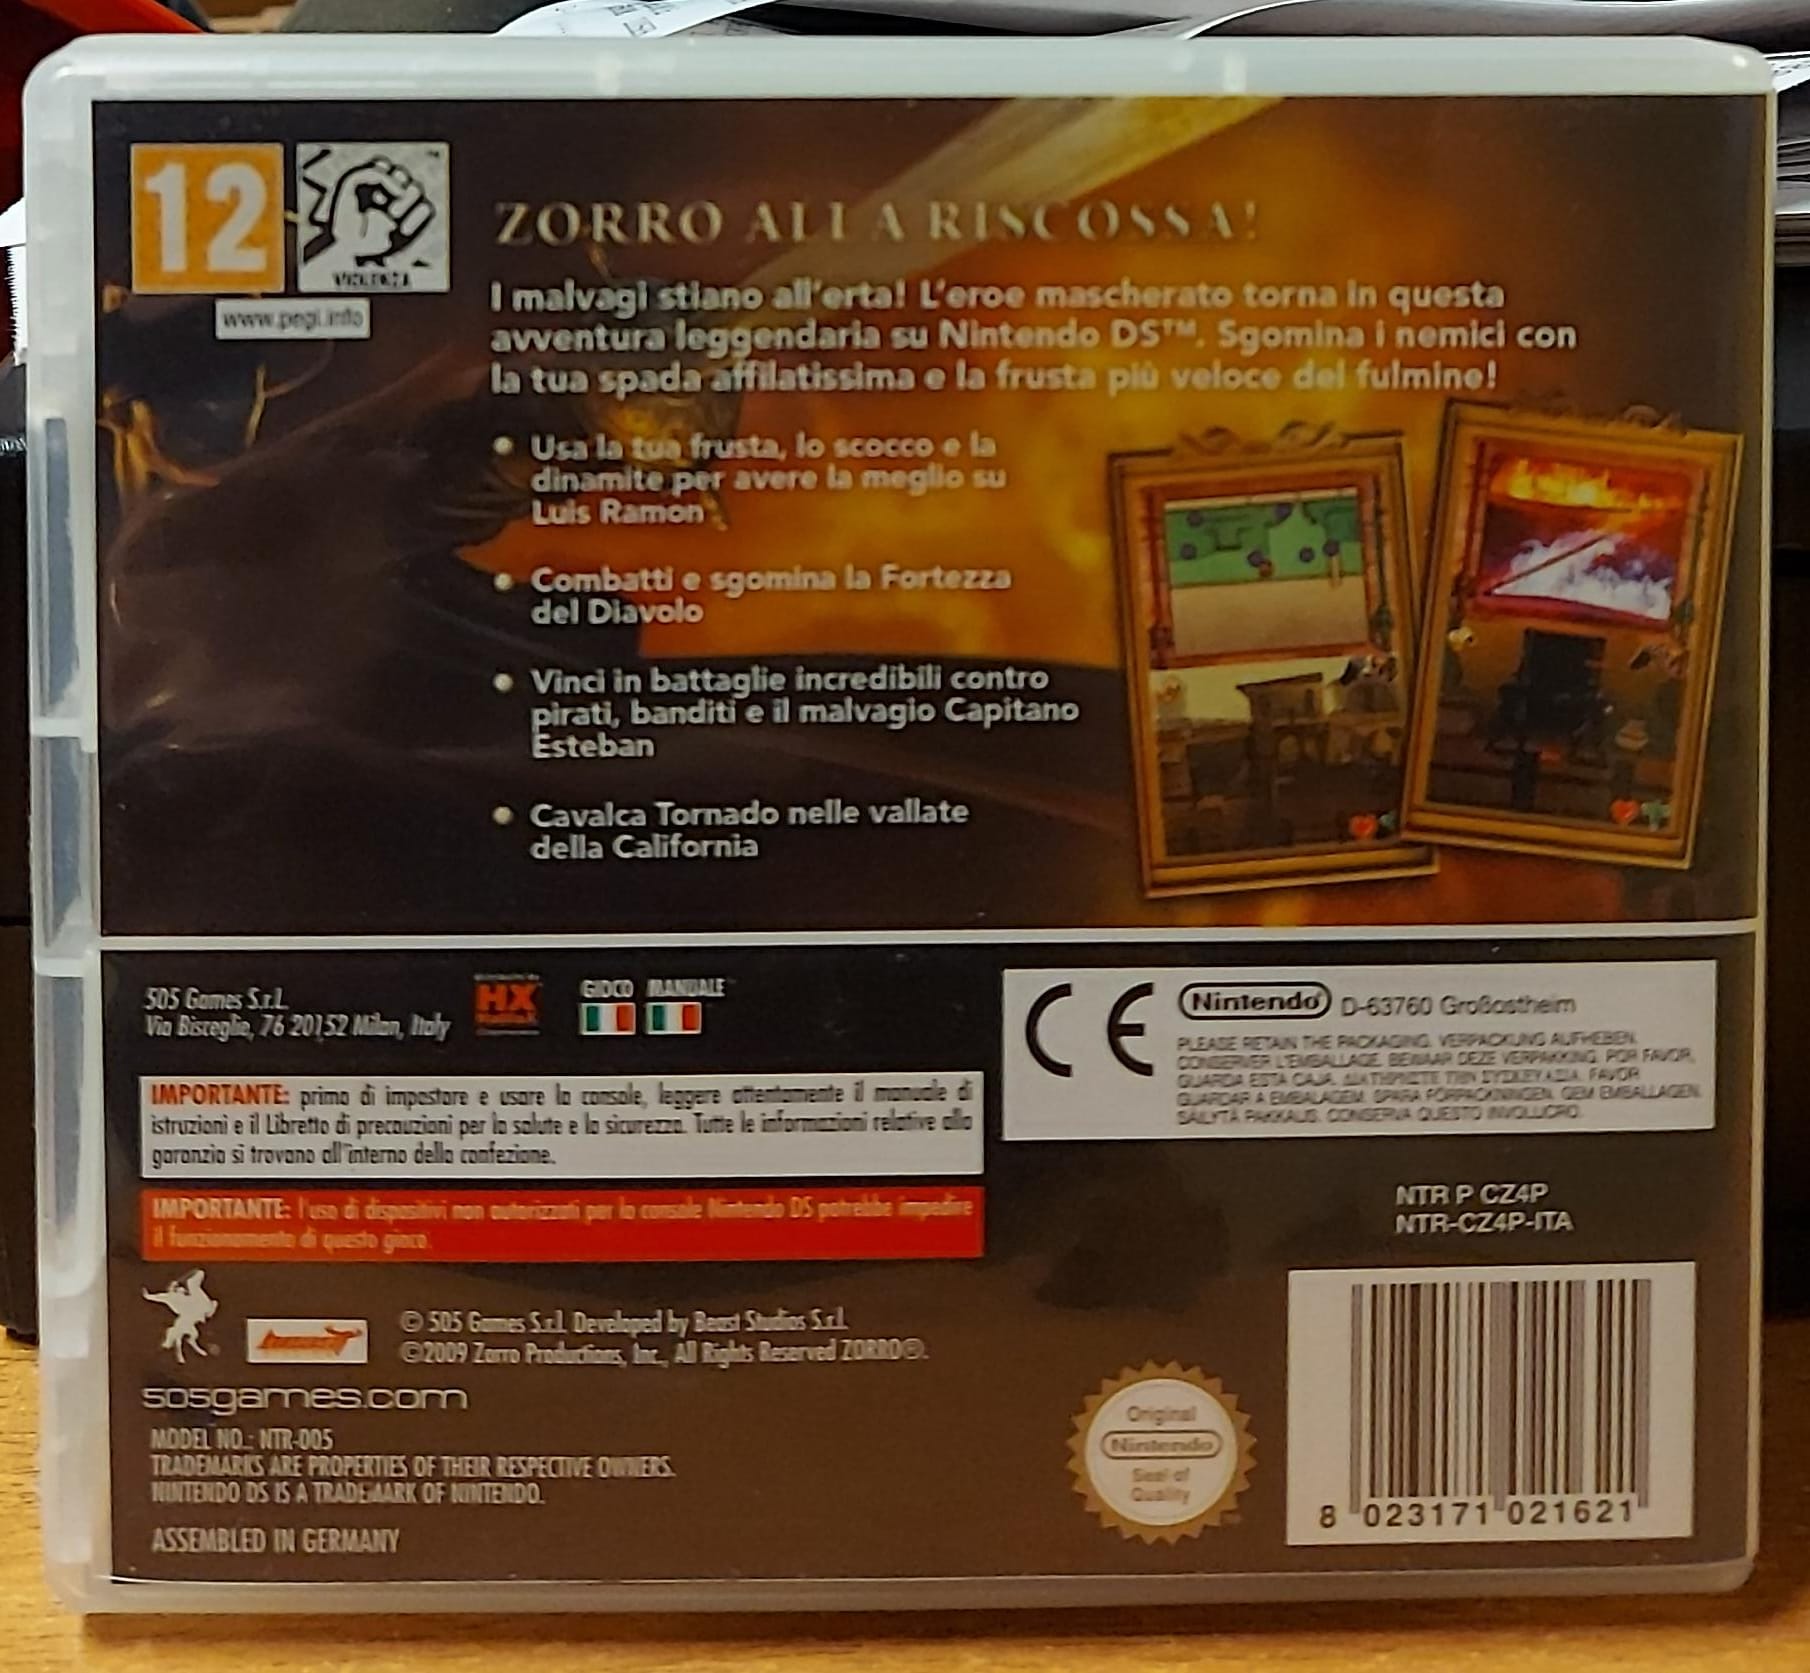 12
VIOLENZA
www.pegi.info
ZORRO ALLA RISCOSSA!
I malvagi stiano all'erta! L'eroe mascherato torna in questa
avventura leggendaria su Nintendo DS™. Sgomina i nemici con
la tua spada affilatissima e la frusta più veloce del fulmine!
• Usa la tua frusta, lo scocco e la
dinamite per avere la meglio su
Luis Ramon
• Combatti e sgomina la Fortezza
del Diavolo
• Vinci in battaglie incredibili contro
pirati, banditi e il malvagio Capitano
Esteban
• Cavalca Tornado nelle vallate
della California
505 Games S.r.l.
Via Bisceglie, 76 20152 Milan, Italy
HX
GIOCO MANUALE
IMPORTANTE: prima di impostare e usare la console, leggere attentamente il manuale di
istruzioni e il Libretto di precauzioni per la salute e la sicurezza. Tutte le informazioni relative alla
garanzia si trovano all'interno della confezione.
IMPORTANTE: l'uso di dispositivi non autorizzati per la console Nintendo DS potrebbe impedire
il funzionamento di questo gioco.
CE
Nintendo D-63760 Großostheim
PLEASE RETAIN THE PACKAGING. VERPACKUNG AUFHEBEN.
CONSERVER L'EMBALLAGE. BEWAAR DEZE VERPAKKING. POR FAVOR,
GUARDA ESTA CAJA. ΔΙΑΤΗΡΗΣΤΕ ΤΗΝ ΣΥΣΚΕΥΑΣΙΑ. FAVOR
GUARDAR A EMBALAGEM. SPARA FÖRPACKNINGEN. GEM EMBALLAGEN.
SÄILYTÄ PAKKAUS. CONSERVA QUESTO INVOLUCRO.
NTR P CZ4P
NTR-CZ4P-ITA
© 505 Games S.r.l. Developed by Beast Studios S.r.l.
©2009 Zorro Productions, Inc., All Rights Reserved ZORRO®.
505games.com
MODEL NO.: NTR-005
TRADEMARKS ARE PROPERTIES OF THEIR RESPECTIVE OWNERS.
NINTENDO DS IS A TRADEMARK OF NINTENDO.
ASSEMBLED IN GERMANY
Original
Nintendo
Seal of
Quality
8 023171 021621